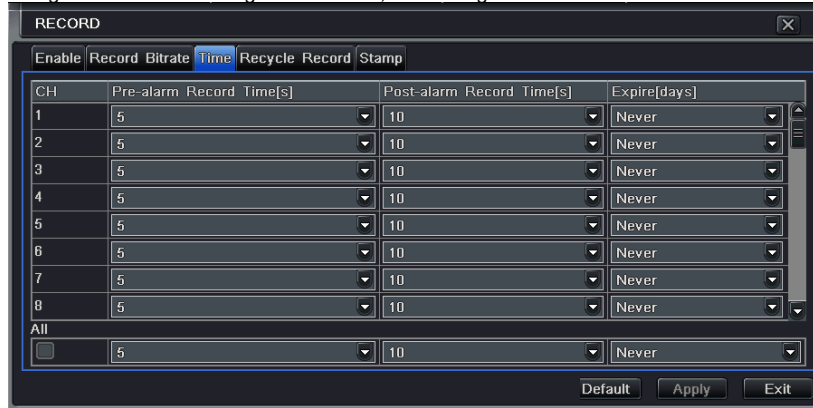 RECORD
Enable Record Bitrate Time Recycle Record Stamp
CH Pre-alarm Record Time[s] Post-alarm Record Time[s] Expire[days]
1 5 10 Never
2 5 10 Never
3 5 10 Never
4 5 10 Never
5 5 10 Never
6 5 10 Never
7 5 10 Never
8 5 10 Never
All
5 10 Never
Default Apply Exit